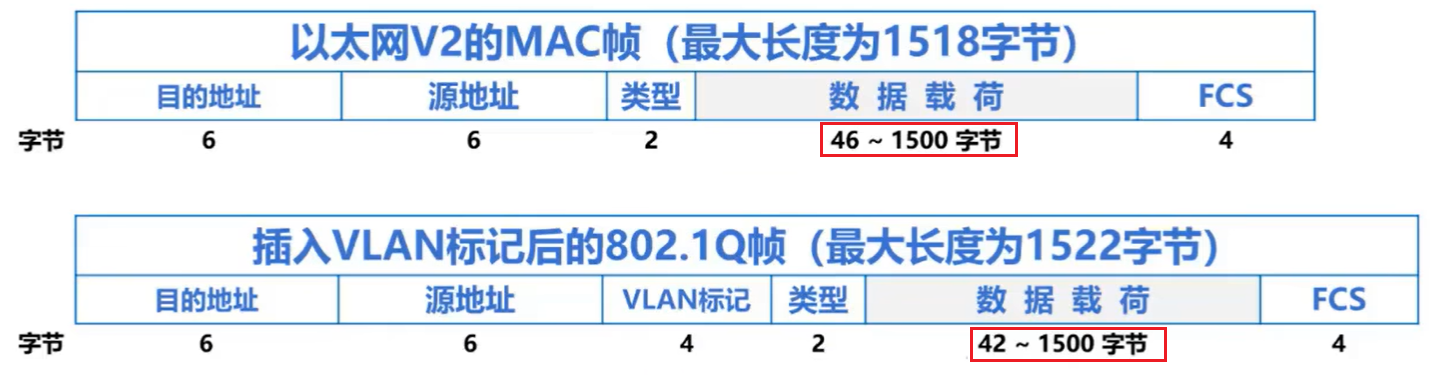 以太网V2的MAC帧（最大长度为1518字节）
目的地址 源地址 类型 数据载荷 FCS
字节 6 6 2 46 ~ 1500 字节 4
插入VLAN标记后的802.1Q帧（最大长度为1522字节）
目的地址 源地址 VLAN标记 类型 数据载荷 FCS
字节 6 6 4 2 42 ~ 1500 字节 4